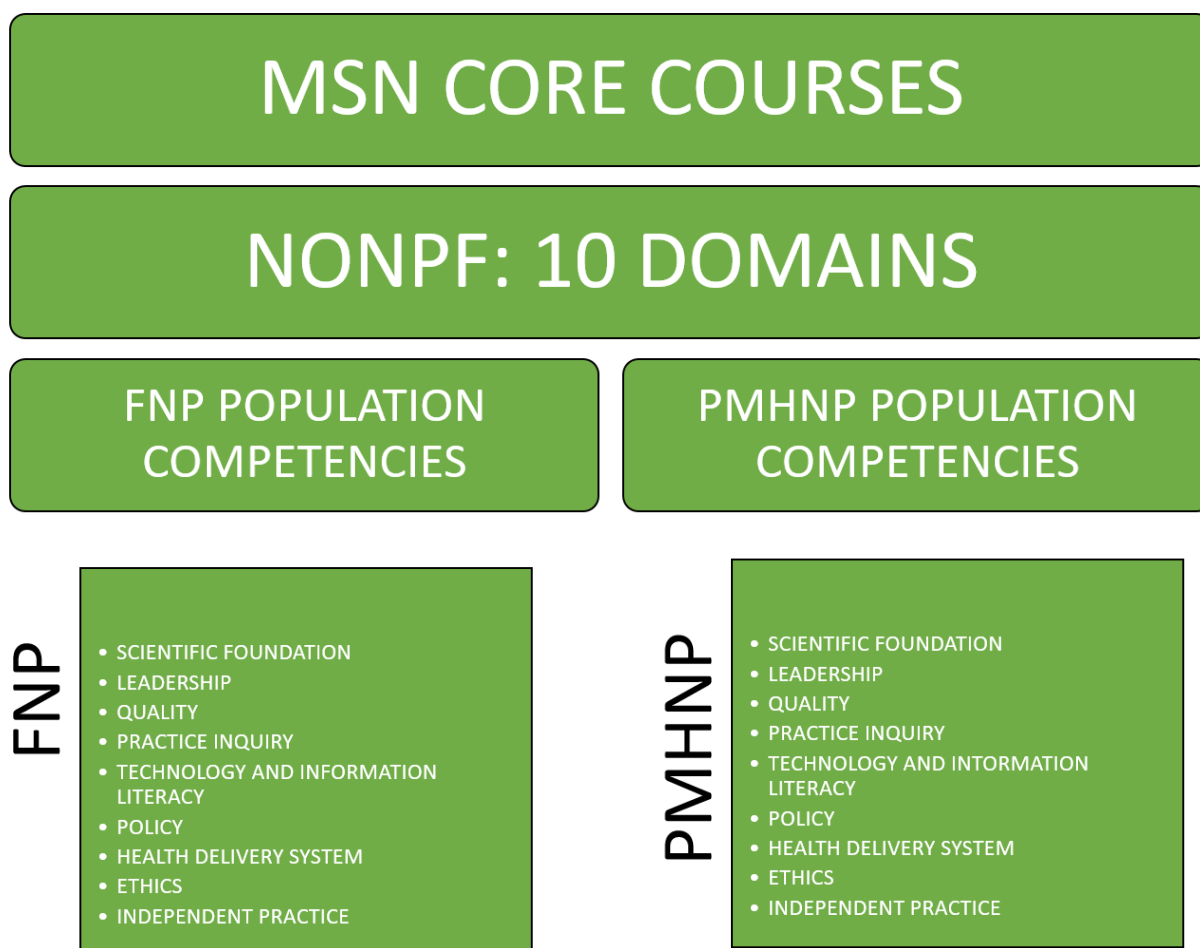 MSN CORE COURSES
NONPF: 10 DOMAINS
FNP POPULATION
COMPETENCIES
PMHNP POPULATION
COMPETENCIES
FNP
• SCIENTIFIC FOUNDATION
• LEADERSHIP
• QUALITY
• PRACTICE INQUIRY
• TECHNOLOGY AND INFORMATION
LITERACY
• POLICY
• HEALTH DELIVERY SYSTEM
• ETHICS
• INDEPENDENT PRACTICE
PMHNP
• SCIENTIFIC FOUNDATION
• LEADERSHIP
• QUALITY
• PRACTICE INQUIRY
• TECHNOLOGY AND INTORMATION
LITERACY
• POLICY
• HEALTH DELIVERY SYSTEM
• ETHICS
• INDEPENDENT PRACTICE